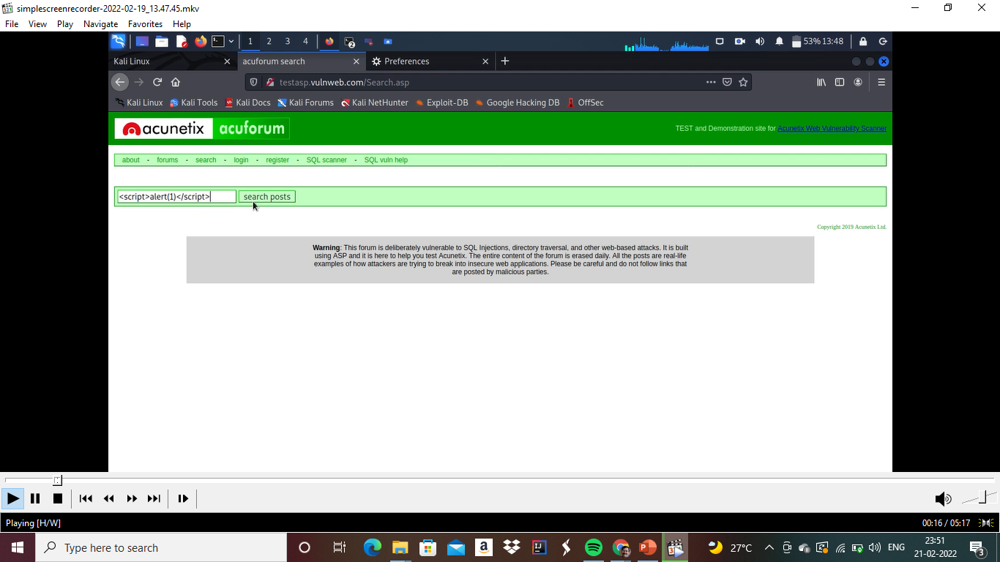 simplescreenrecorder-2022-02-19_13.47.45.mkv
File View Play Navigate Favorites Help
1 2 3 4 2 53% 13:48
Kali Linux acuforum search Preferences
testasp.vulnweb.com/Search.asp
Kali Linux Kali Tools Kali Docs Kali Forums Kali NetHunter Exploit-DB Google Hacking DB OffSec
acunetix acuforum TEST and Demonstration site for Acunetix Web Vulnerability Scanner
about - forums - search - login - register - SQL scanner - SQL vuln help
<script>alert(1)</script> search posts
Copyright 2019 Acunetix Ltd.
Warning: This forum is deliberately vulnerable to SQL Injections, directory traversal, and other web-based attacks. It is built
using ASP and it is here to help you test Acunetix. The entire content of the forum is erased daily. All the posts are real-life
examples of how attackers are trying to break into insecure web applications. Please be careful and do not follow links that
are posted by malicious parties.
Playing [H/W] 00:16 / 05:17
Type here to search 27°C ENG 23:51
21-02-2022 3